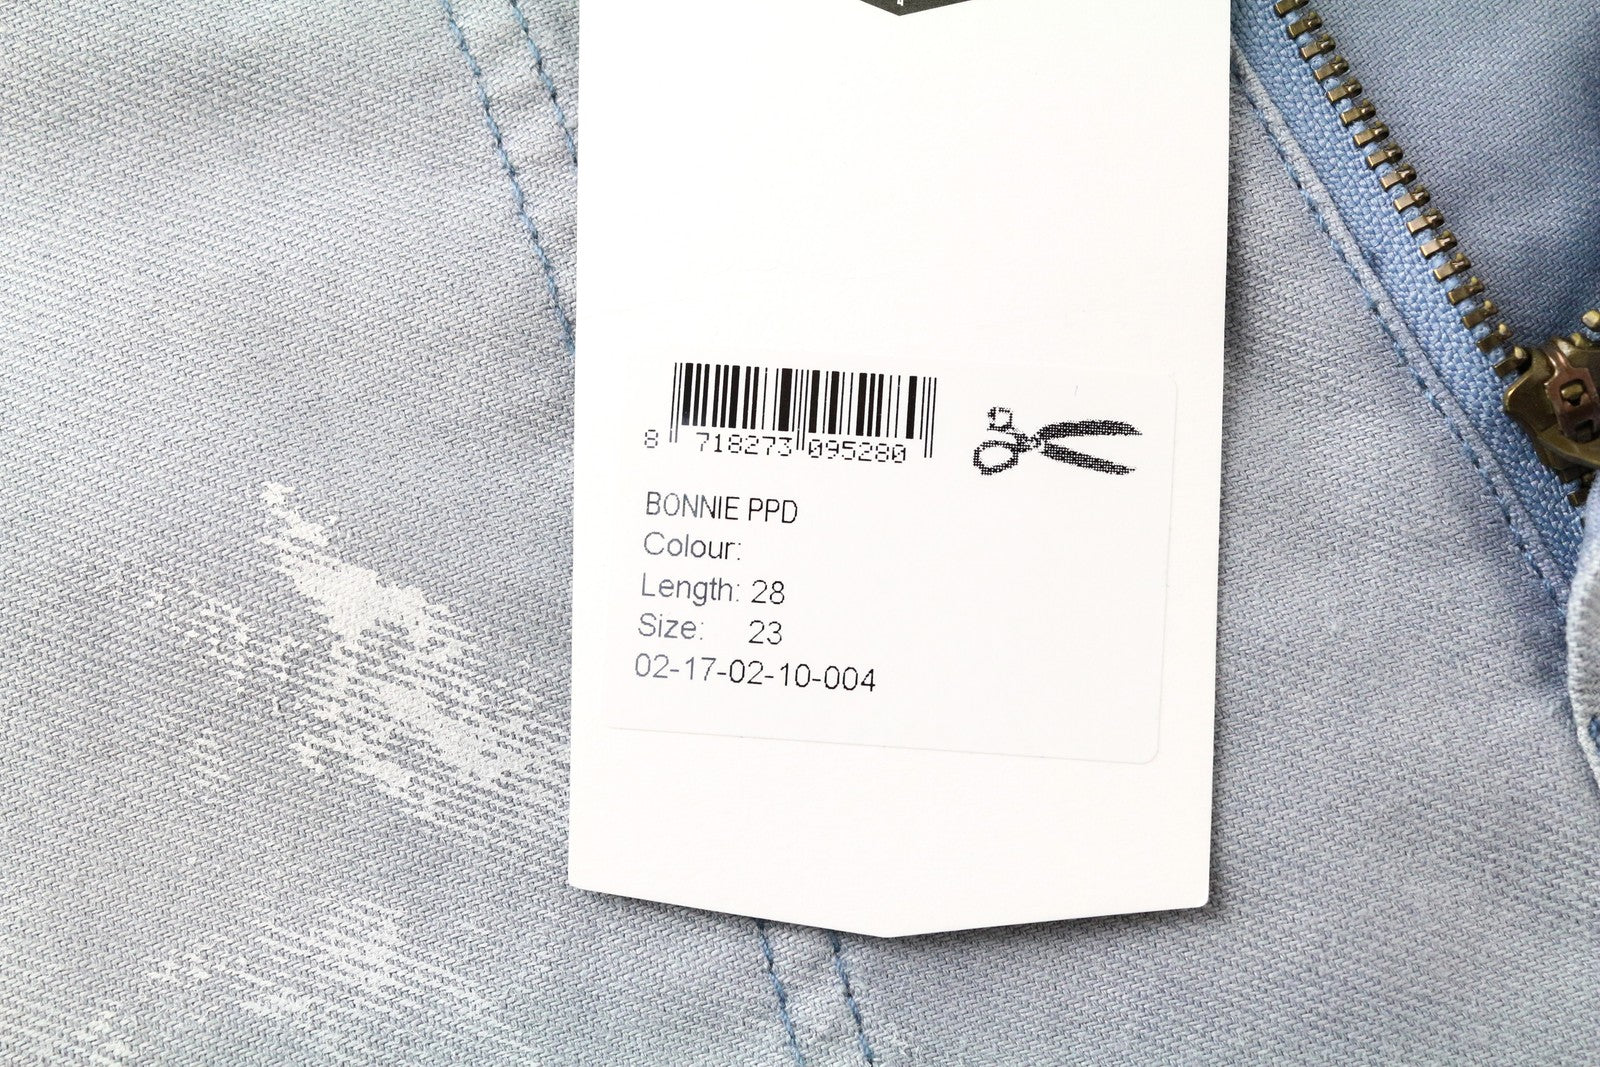 8 718273 095280
BONNIE PPD
Colour:
Length: 28
Size: 23
02-17-02-10-004